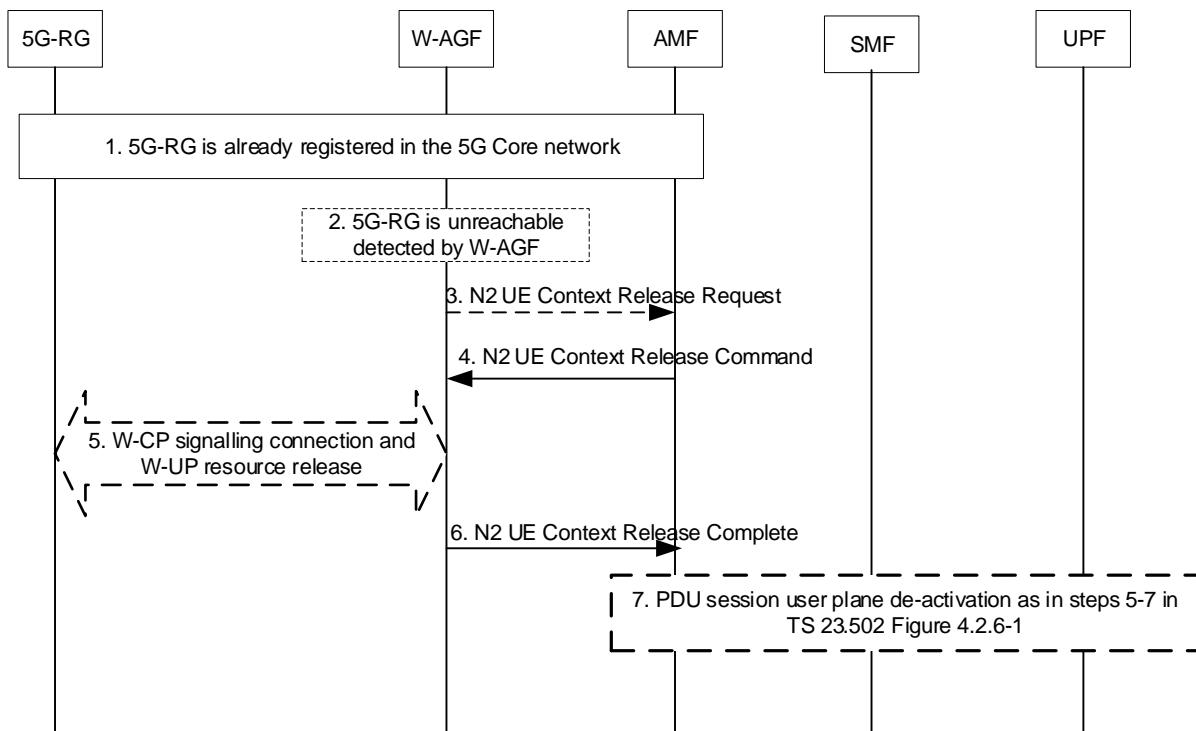 5G-RG
W-AGF
AMF
SMF
UPF
1. 5G-RG is already registered in the 5G Core network
2. 5G-RG is unreachable
detected by W-AGF
3. N2 UE Context Release Request
4. N2 UE Context Release Command
5. W-CP signalling connection and
W-UP resource release
6. N2 UE Context Release Complete
7. PDU session user plane de-activation as in steps 5-7 in
TS 23.502 Figure 4.2.6-1